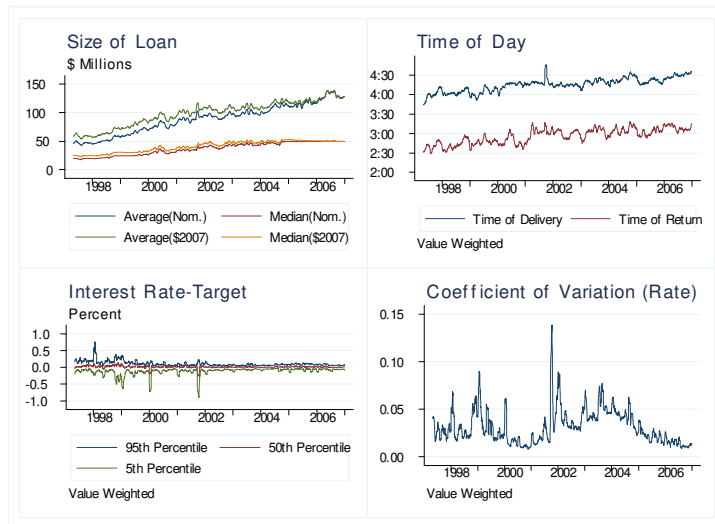 Size of Loan
$ Millions
150
100
50
0
1998 2000 2002 2004 2006
Average(Nom.) Median(Nom.)
Average($2007) Median($2007)
Time of Day
4:30
4:00
3:30
3:00
2:30
2:00
1998 2000 2002 2004 2006
Time of Delivery Time of Return
Value Weighted
Interest Rate-Target
Percent
1.0
0.5
0.0
-0.5
-1.0
1998 2000 2002 2004 2006
95th Percentile 50th Percentile
5th Percentile
Value Weighted
Coefficient of Variation (Rate)
0.15
0.10
0.05
0.00
1998 2000 2002 2004 2006
Value Weighted